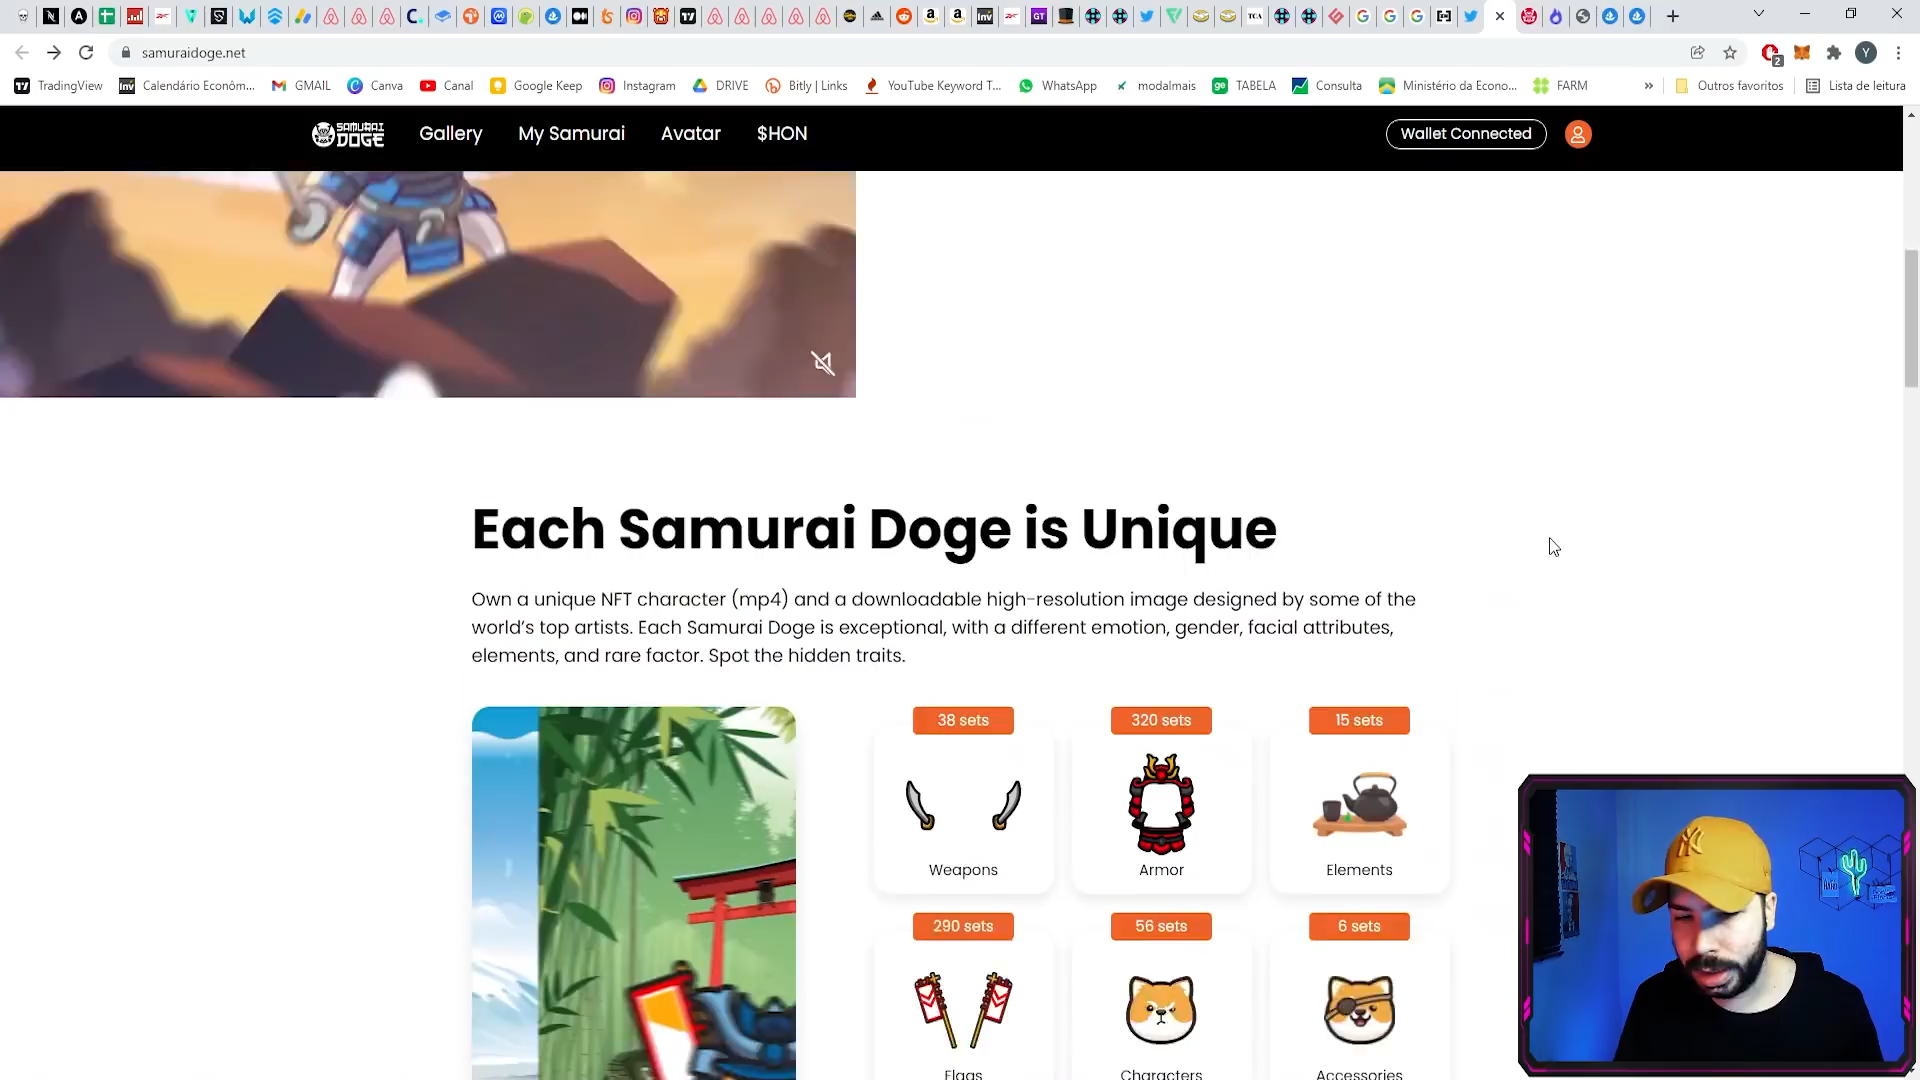 samuraidoge.net
2
Y
TradingView
Calendário Econôm...
GMAIL
Canva
Canal
Google Keep
Instagram
DRIVE
Bitly | Links
YouTube Keyword T...
WhatsApp
modalmais
TABELA
Consulta
Ministério da Econo...
FARM
»
Outros favoritos
Lista de leitura
SAMURAI
DOGE
Gallery
My Samurai
Avatar
$HON
Wallet Connected
Each Samurai Doge is Unique
Own a unique NFT character (mp4) and a downloadable high-resolution image designed by some of the
world's top artists. Each Samurai Doge is exceptional, with a different emotion, gender, facial attributes,
elements, and rare factor. Spot the hidden traits.
38 sets
320 sets
15 sets
Weapons
Armor
Elements
290 sets
56 sets
6 sets
Flags
Characters
Accessories